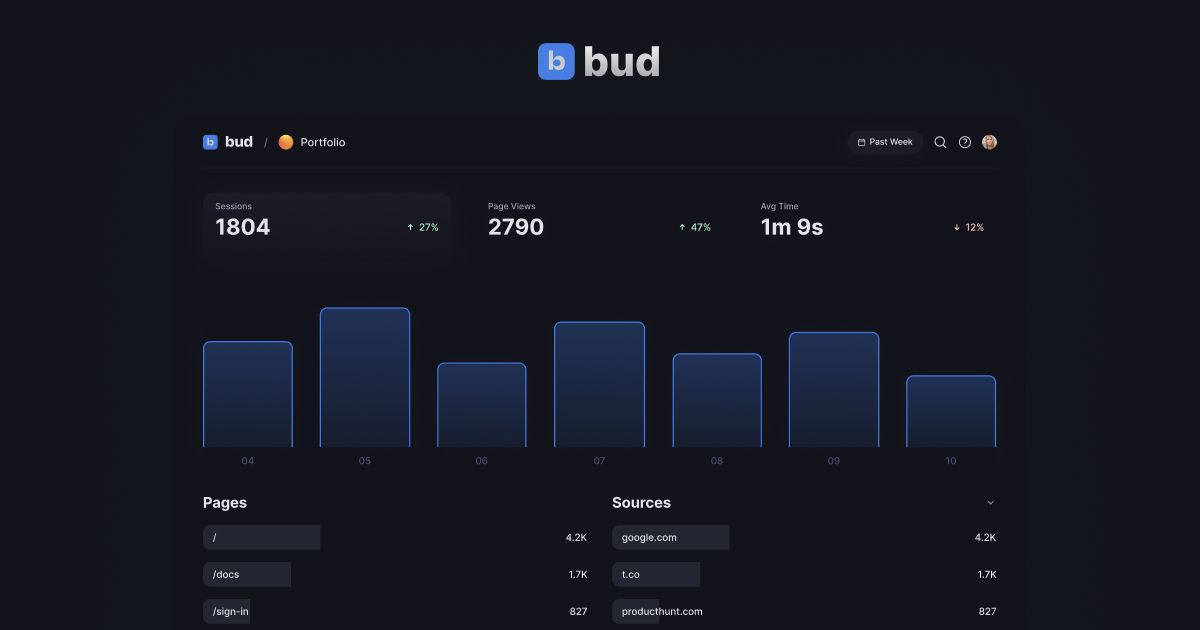 b bud
b bud / Portfolio
Past Week
Sessions
1804
↑ 27%
Page Views
2790
↑ 47%
Avg Time
1m 9s
↓ 12%
04 05 06 07 08 09 10
Pages
/ 4.2K
/docs 1.7K
/sign-in 827
Sources
google.com 4.2K
t.co 1.7K
producthunt.com 827